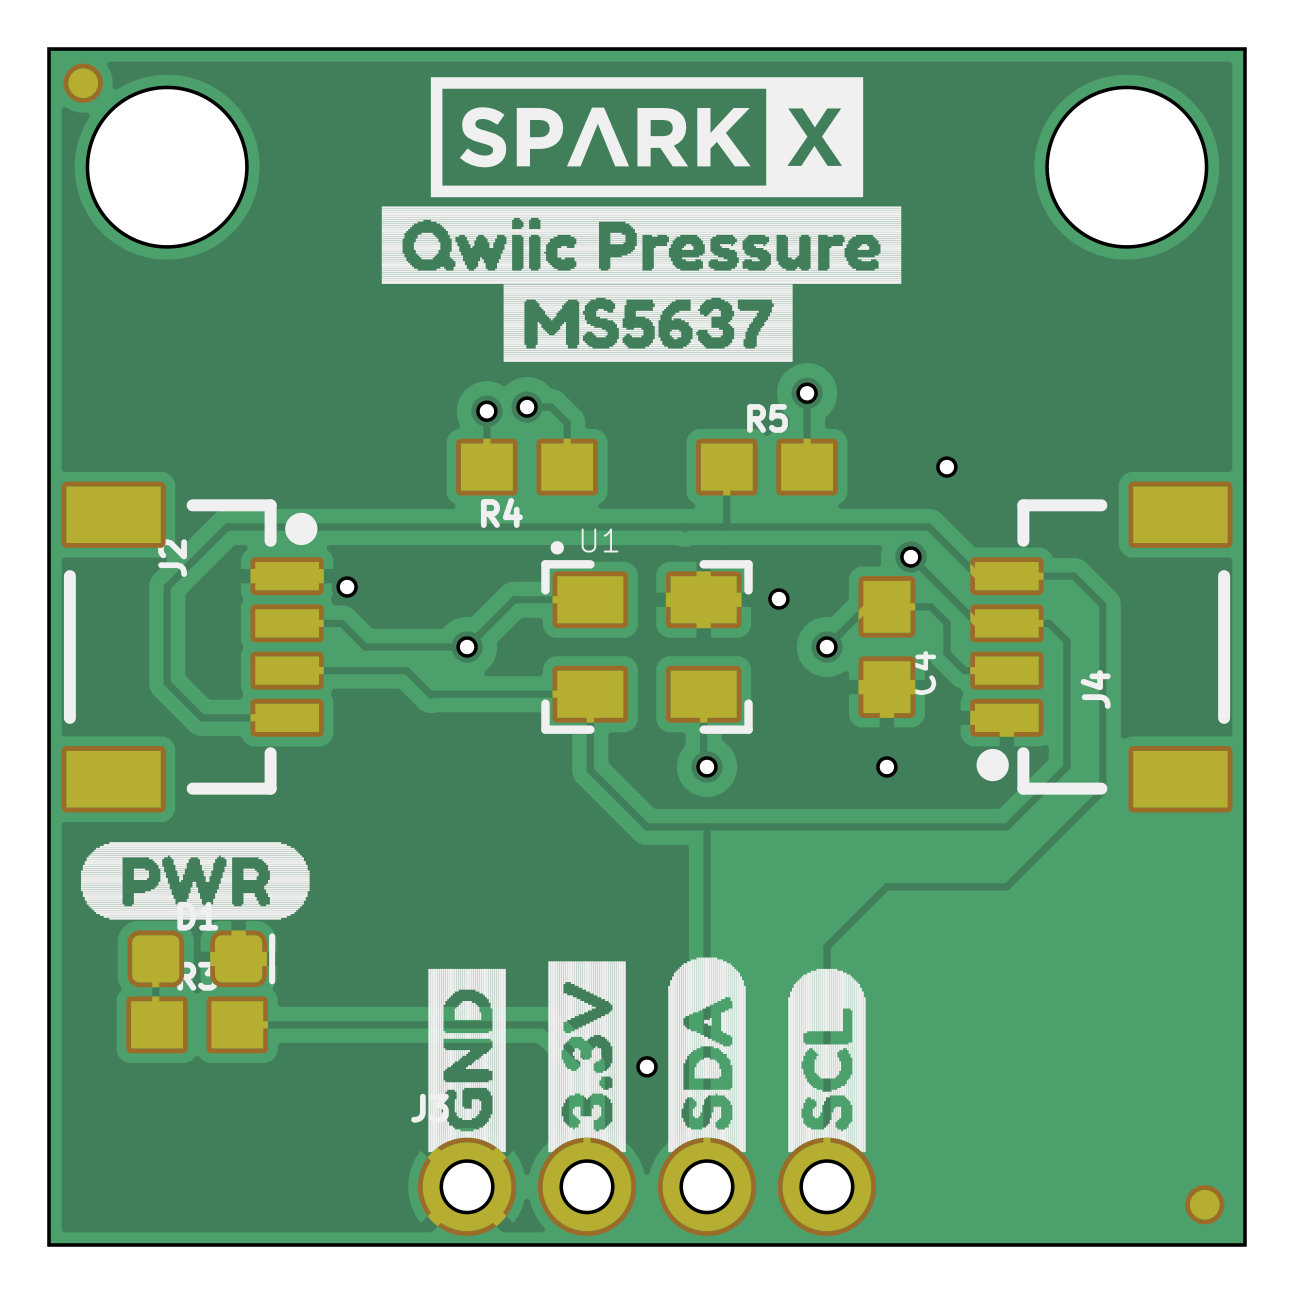 SPARK X
Qwiic Pressure
MS5637
R5
R4
U1
J2
C4
J4
PWR
D1
R3
GND
3.3V
SDA
SCL
J3